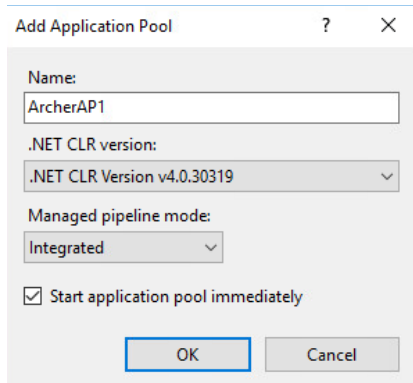 Add Application Pool ?
Name:
ArcherAP1
.NET CLR version:
.NET CLR Version v4.0.30319
Managed pipeline mode:
Integrated
Start application pool immediately
OK Cancel